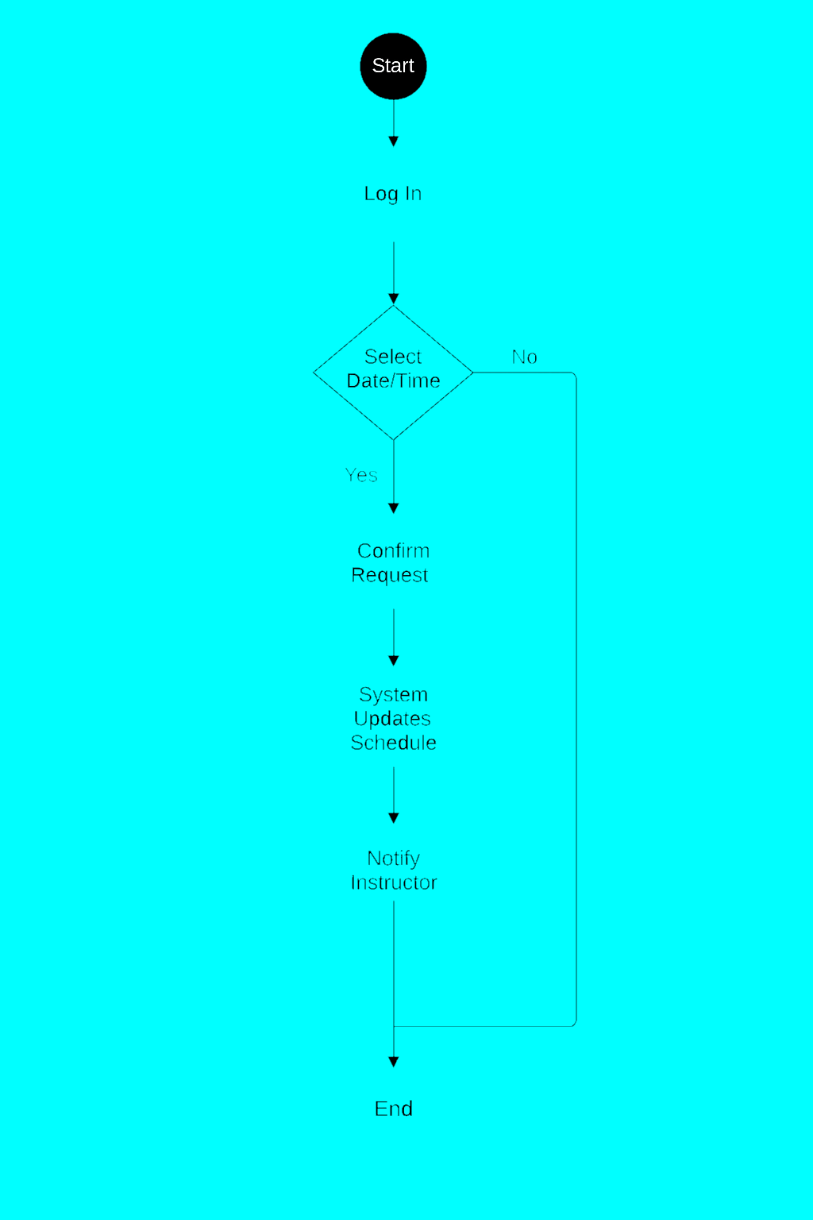 Start
Log In
Select
Date/Time
No
Yes
Confirm
Request
System
Updates
Schedule
Notify
Instructor
End